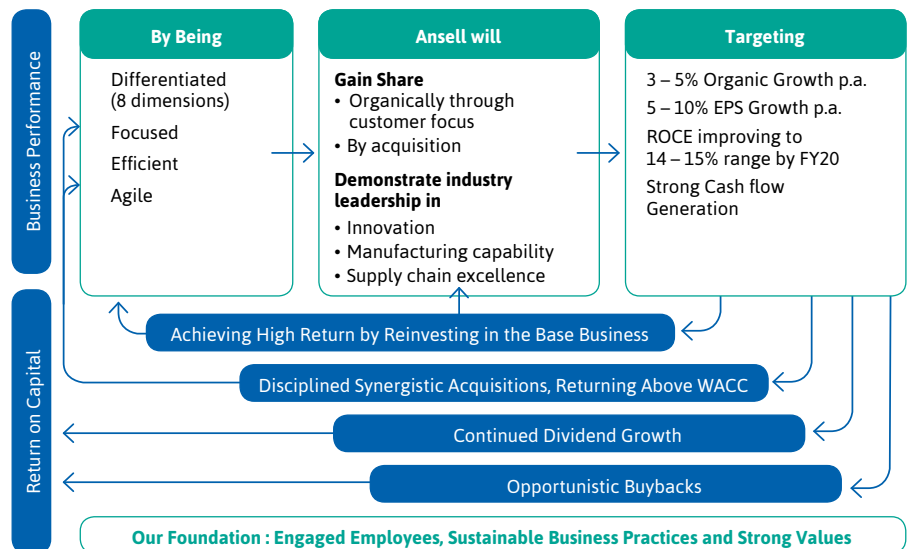 Business Performance
By Being
Differentiated
(8 dimensions)
Focused
Efficient
Agile
Ansell will
Gain Share
• Organically through
customer focus
• By acquisition
Demonstrate industry
leadership in
• Innovation
• Manufacturing capability
• Supply chain excellence
Targeting
3 – 5% Organic Growth p.a.
5 – 10% EPS Growth p.a.
ROCE improving to
14 – 15% range by FY20
Strong Cash flow
Generation
Return on Capital
Achieving High Return by Reinvesting in the Base Business
Disciplined Synergistic Acquisitions, Returning Above WACC
Continued Dividend Growth
Opportunistic Buybacks
Our Foundation : Engaged Employees, Sustainable Business Practices and Strong Values